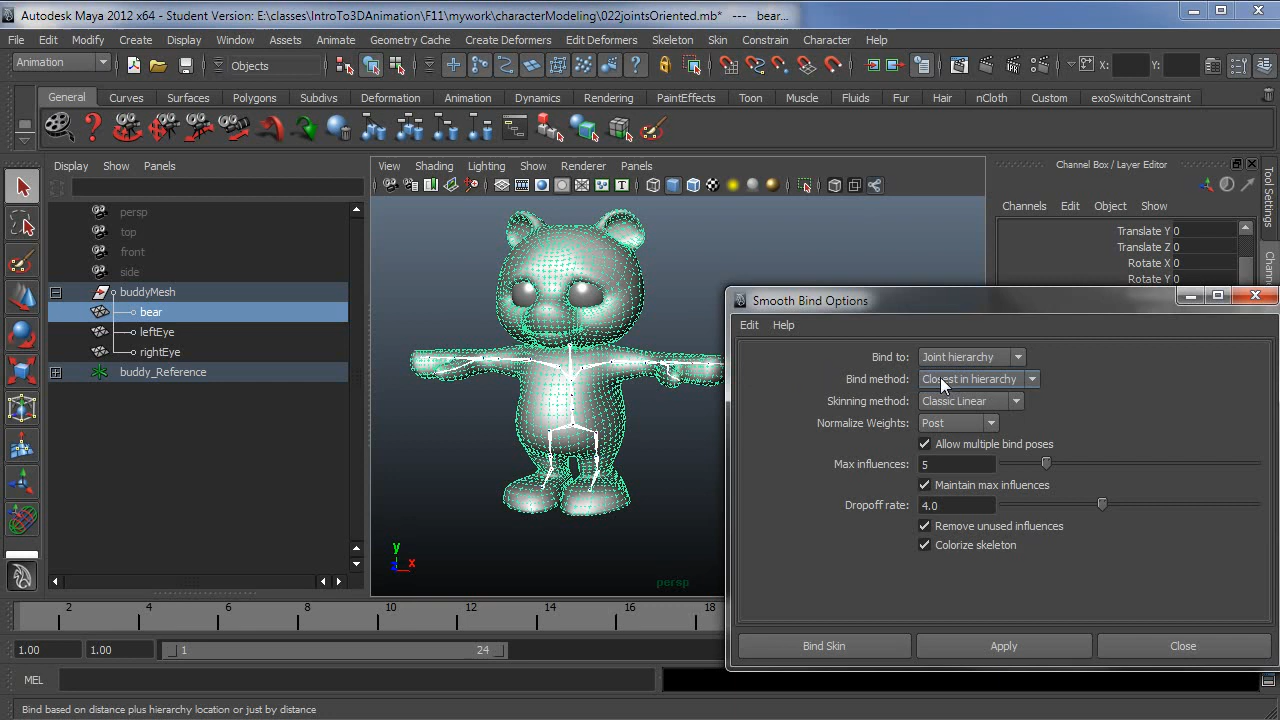 Autodesk Maya 2012 x64 - Student Version: E:\classes\IntroTo3DAnimation\F11\mywork\characterModeling\022jointsOriented.mb* --- bear...
File Edit Modify Create Display Window Assets Animate Geometry Cache Create Deformers Edit Deformers Skeleton Skin Constrain Character Help
Animation Objects X: Y:
General Curves Surfaces Polygons Subdivs Deformation Animation Dynamics Rendering PaintEffects Toon Muscle Fluids Fur Hair nCloth Custom exoSwitchConstraint
Display Show Panels
View Shading Lighting Show Renderer Panels
Channel Box / Layer Editor
Tool Settings
Channels Edit Object Show
persp
top
front
side
buddyMesh
bear
leftEye
rightEye
buddy_Reference
Translate Y 0
Translate Z 0
Rotate X 0
Rotate Y 0
y
z x
persp
Smooth Bind Options
Edit Help
Bind to: Joint hierarchy
Bind method: Closest in hierarchy
Skinning method: Classic Linear
Normalize Weights: Post
Allow multiple bind poses
Max influences: 5
Maintain max influences
Dropoff rate: 4.0
Remove unused influences
Colorize skeleton
Bind Skin Apply Close
2 4 6 8 10 12 14 16 18
1.00 1.00 1 24
MEL
Bind based on distance plus hierarchy location or just by distance